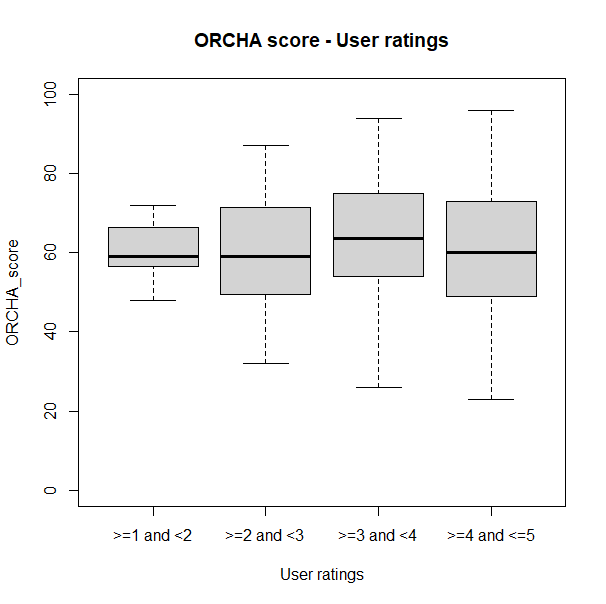 ORCHA score - User ratings
100
80
60
40
20
0
ORCHA_score
>=1 and <2 >=2 and <3 >=3 and <4 >=4 and <=5
User ratings